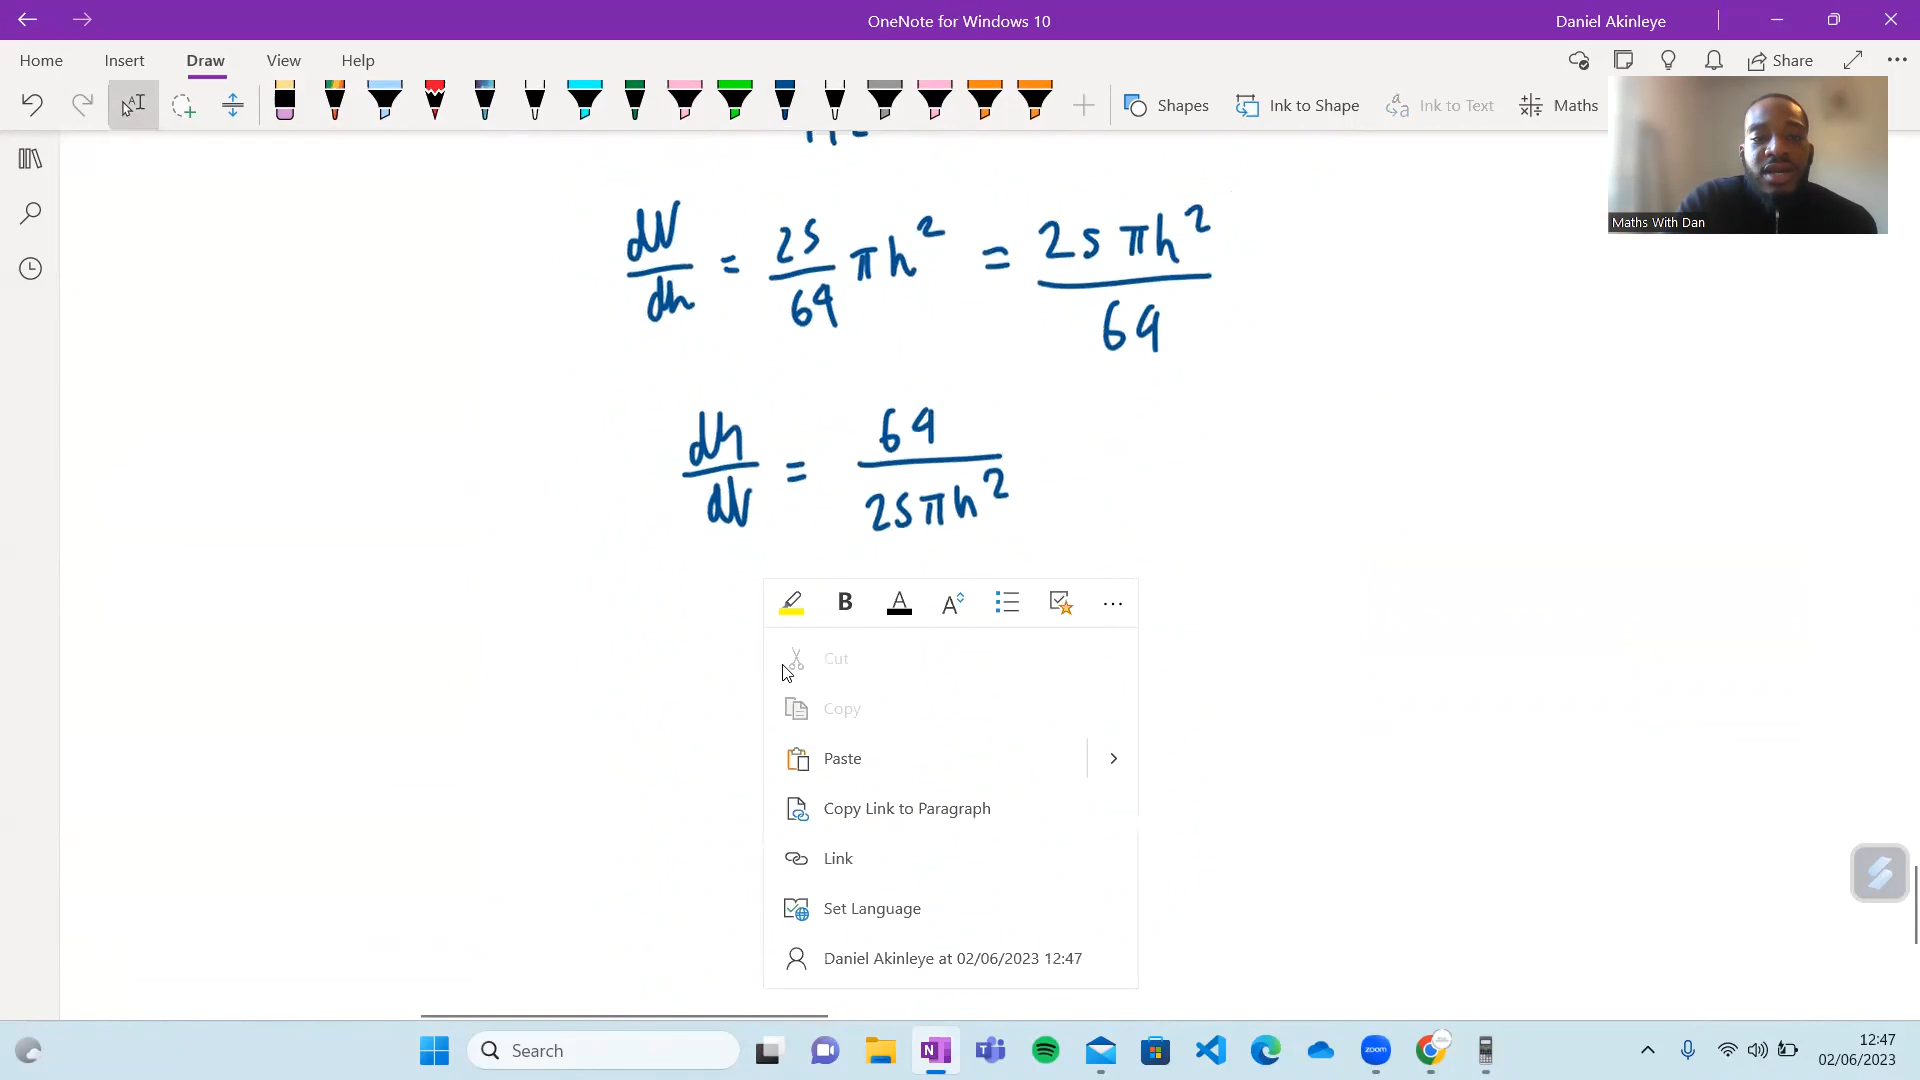 OneNote for Windows 10
Daniel Akinleye
Home Insert Draw View Help
Share
Shapes Ink to Shape Ink to Text Maths
Maths With Dan
dV/dh = 25/64 πh² = 25πh²/64
dh/dV = 64/25πh²
B A A ...
Cut
Copy
Paste
Copy Link to Paragraph
Link
Set Language
Daniel Akinleye at 02/06/2023 12:47
Search
zoom
12:47
02/06/2023